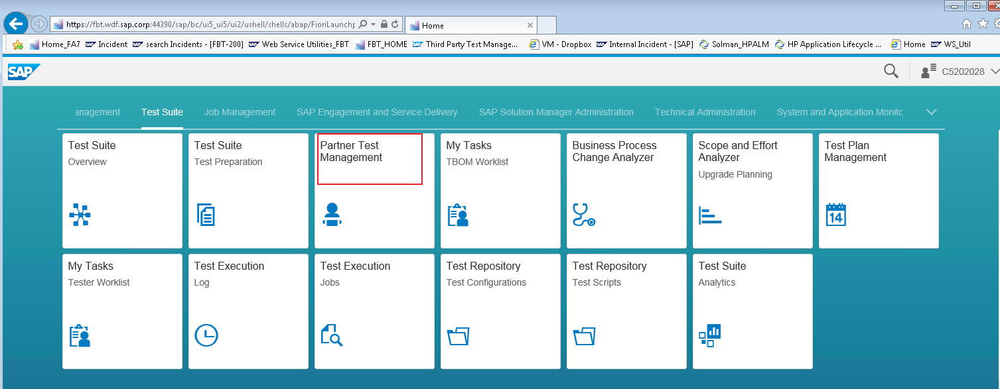 https://fbt.wdf.sap.corp:44390/sap/bc/ui5_ui5/ui2/ushell/shells/abap/FioriLaunchp
Home
Home_FA7 Incident search Incidents - [FBT-200] Web Service Utilities_FBT FBT_HOME Third Party Test Manage... VM - Dropbox Internal Incident - [SAP] Solman_HPALM HP Application Lifecycle ... Home WS_Util
SAP C5202028
anagement Test Suite Job Management SAP Engagement and Service Delivery SAP Solution Manager Administration Technical Administration System and Application Monitc
Test Suite
Overview
Test Suite
Test Preparation
Partner Test
Management
My Tasks
TBOM Worklist
Business Process
Change Analyzer
Scope and Effort
Analyzer
Upgrade Planning
Test Plan
Management
14
My Tasks
Tester Worklist
Test Execution
Log
Test Execution
Jobs
Test Repository
Test Configurations
Test Repository
Test Scripts
Test Suite
Analytics